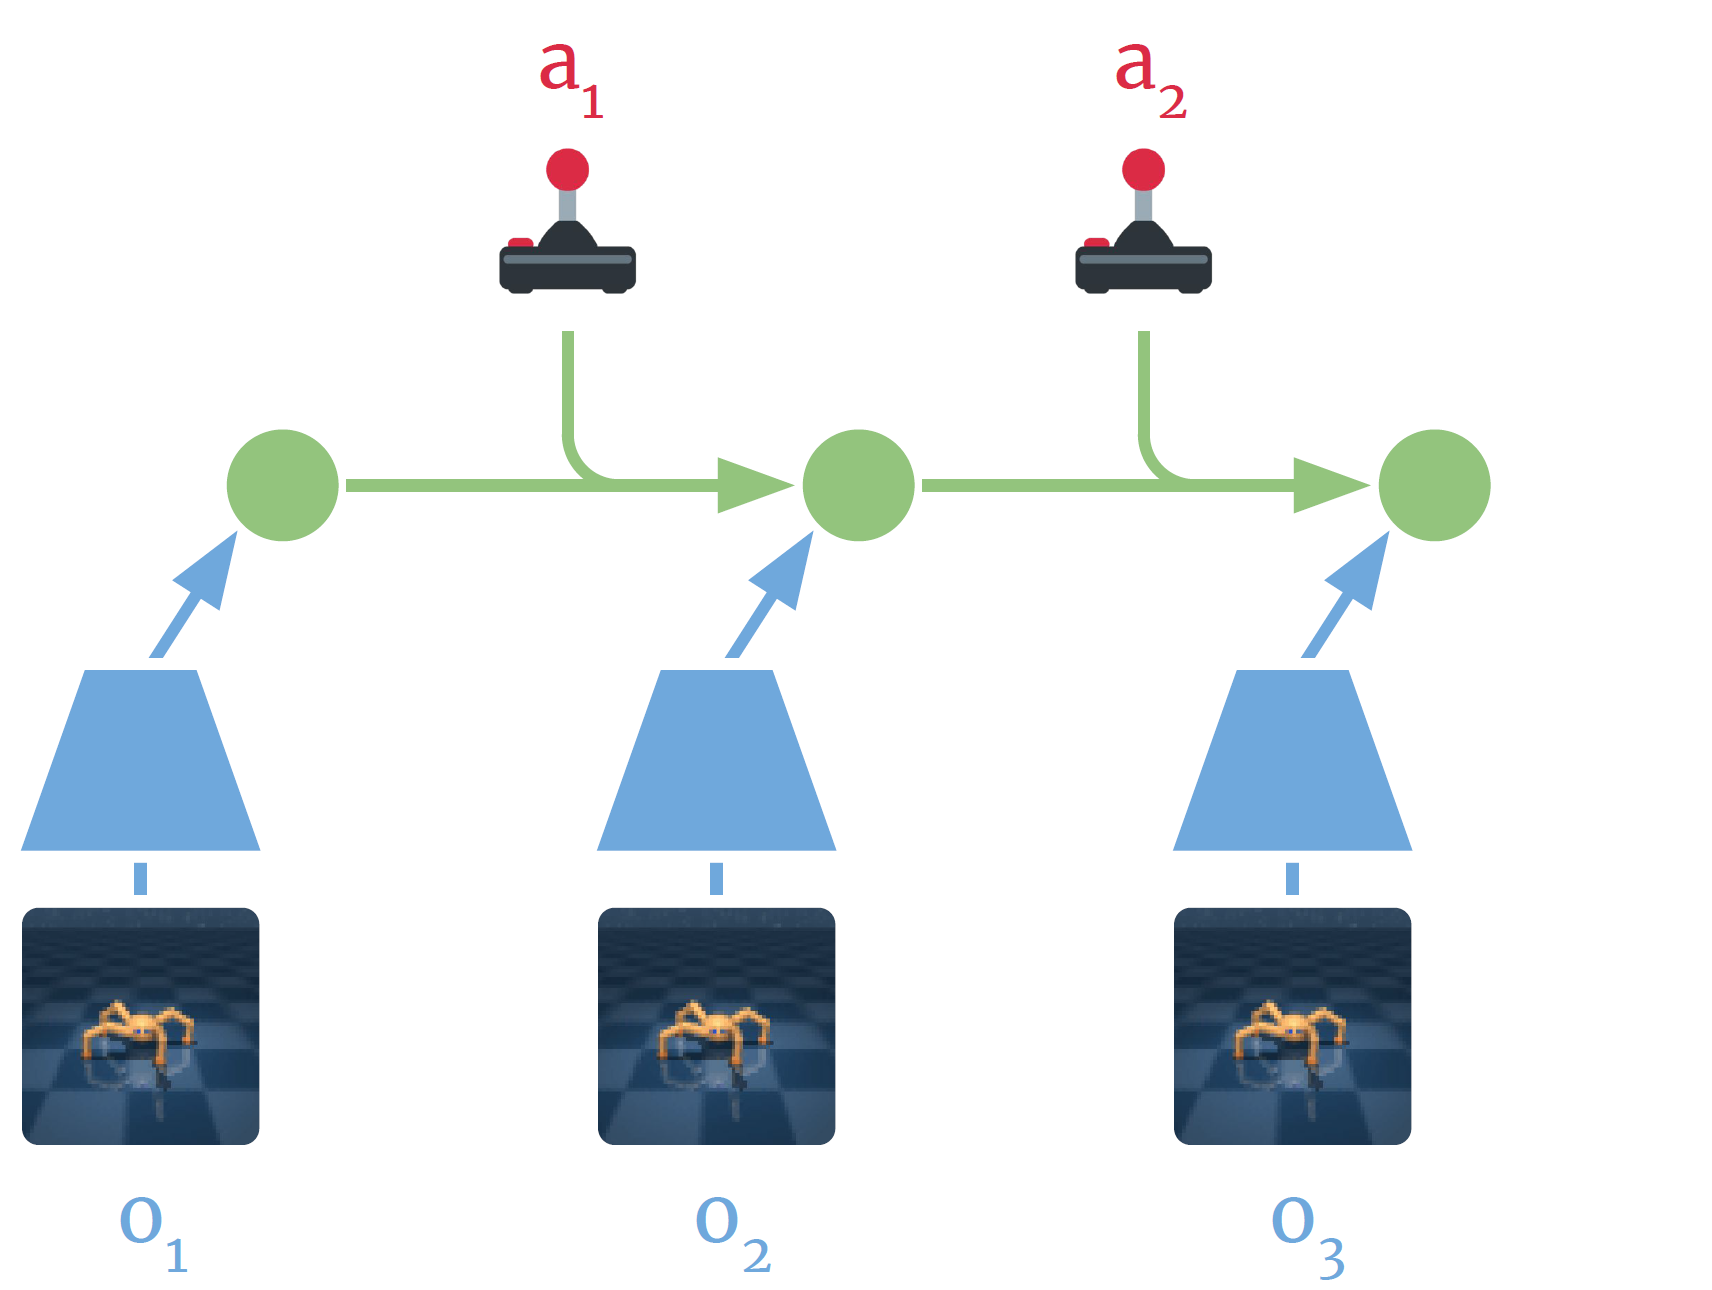 a₁ a₂
o₁ o₂ o₃